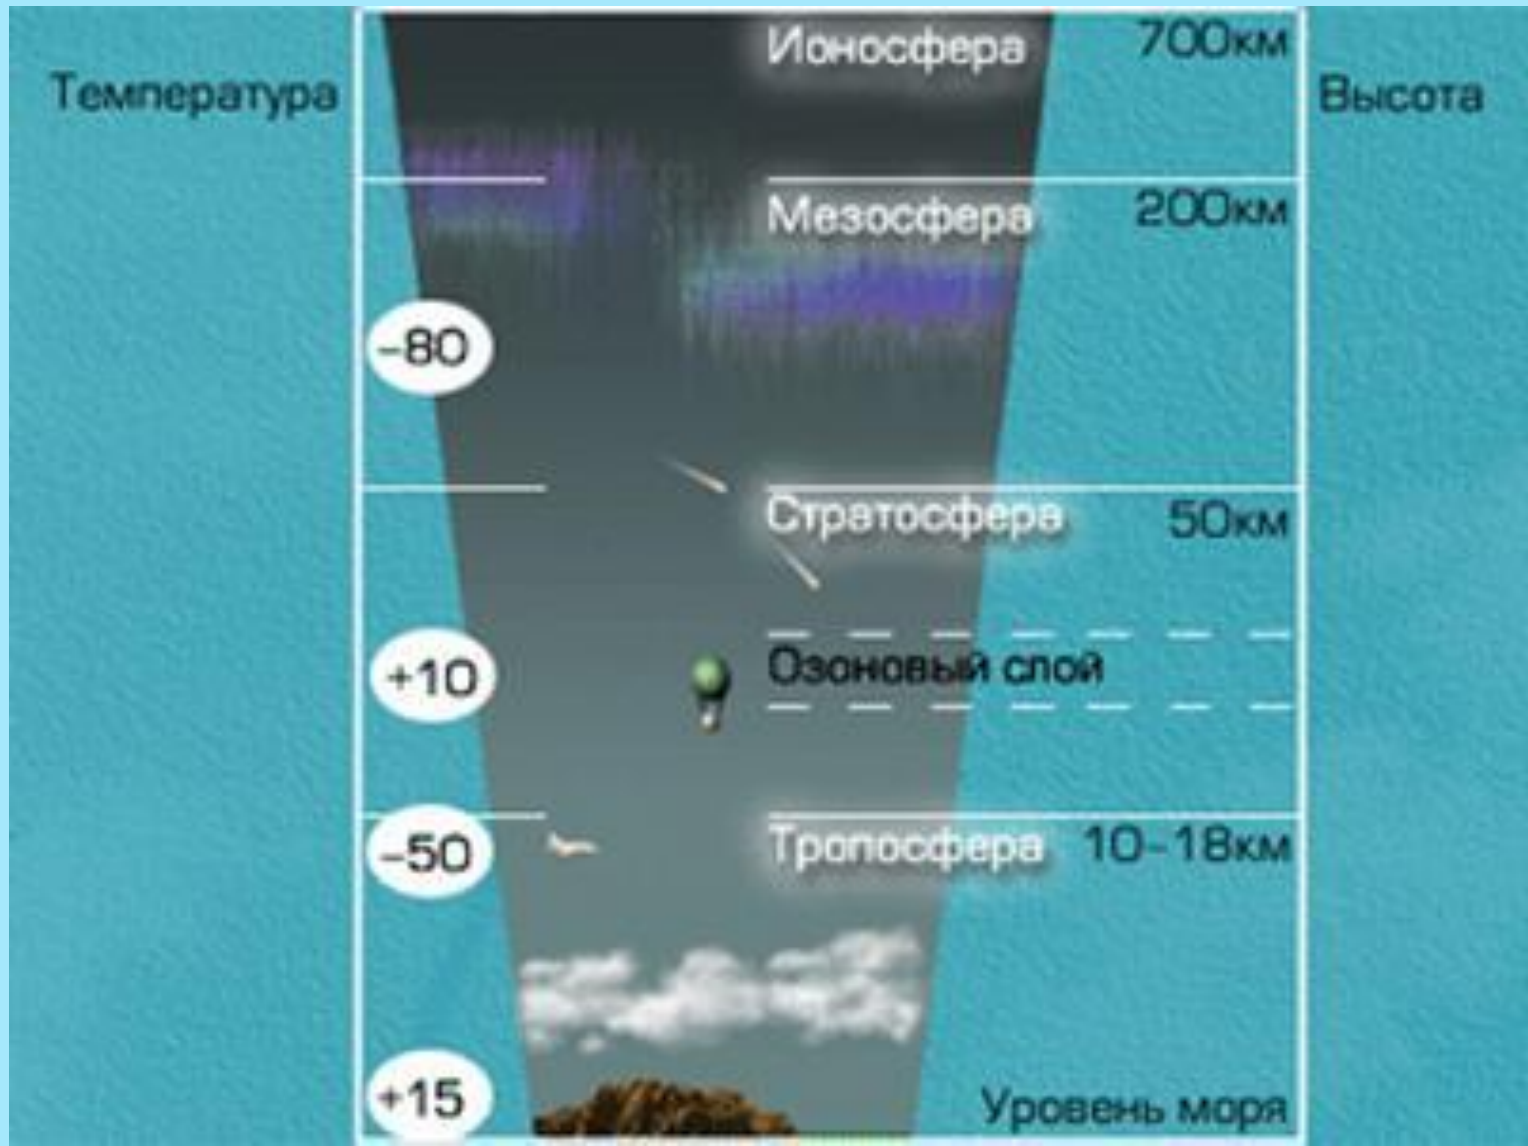 Ионосфера 700км
Температура
Высота
Мезосфера 200км
-80
Стратосфера 50км
Озоновый слой
+10
Тропосфера 10-18км
-50
+15
Уровень моря